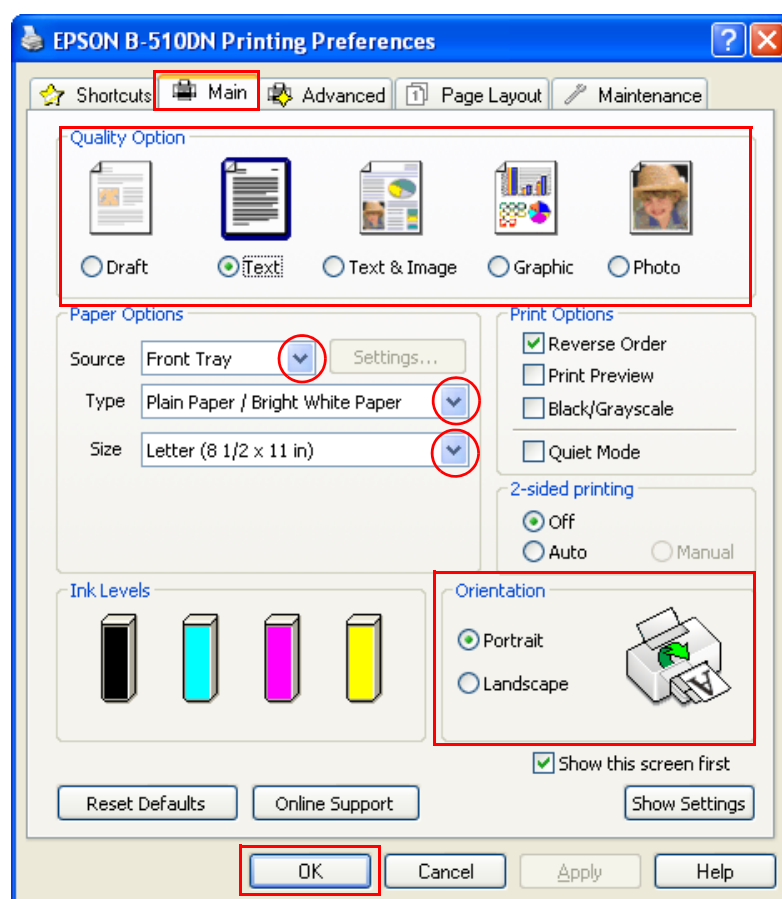 EPSON B-510DN Printing Preferences
Shortcuts Main Advanced Page Layout Maintenance
Quality Option
Draft Text Text & Image Graphic Photo
Paper Options
Source Front Tray Settings...
Type Plain Paper / Bright White Paper
Size Letter (8 1/2 x 11 in)
Print Options
Reverse Order
Print Preview
Black/Grayscale
Quiet Mode
2-sided printing
Off
Auto Manual
Ink Levels
Orientation
Portrait
Landscape
Show this screen first
Reset Defaults Online Support Show Settings
OK Cancel Apply Help